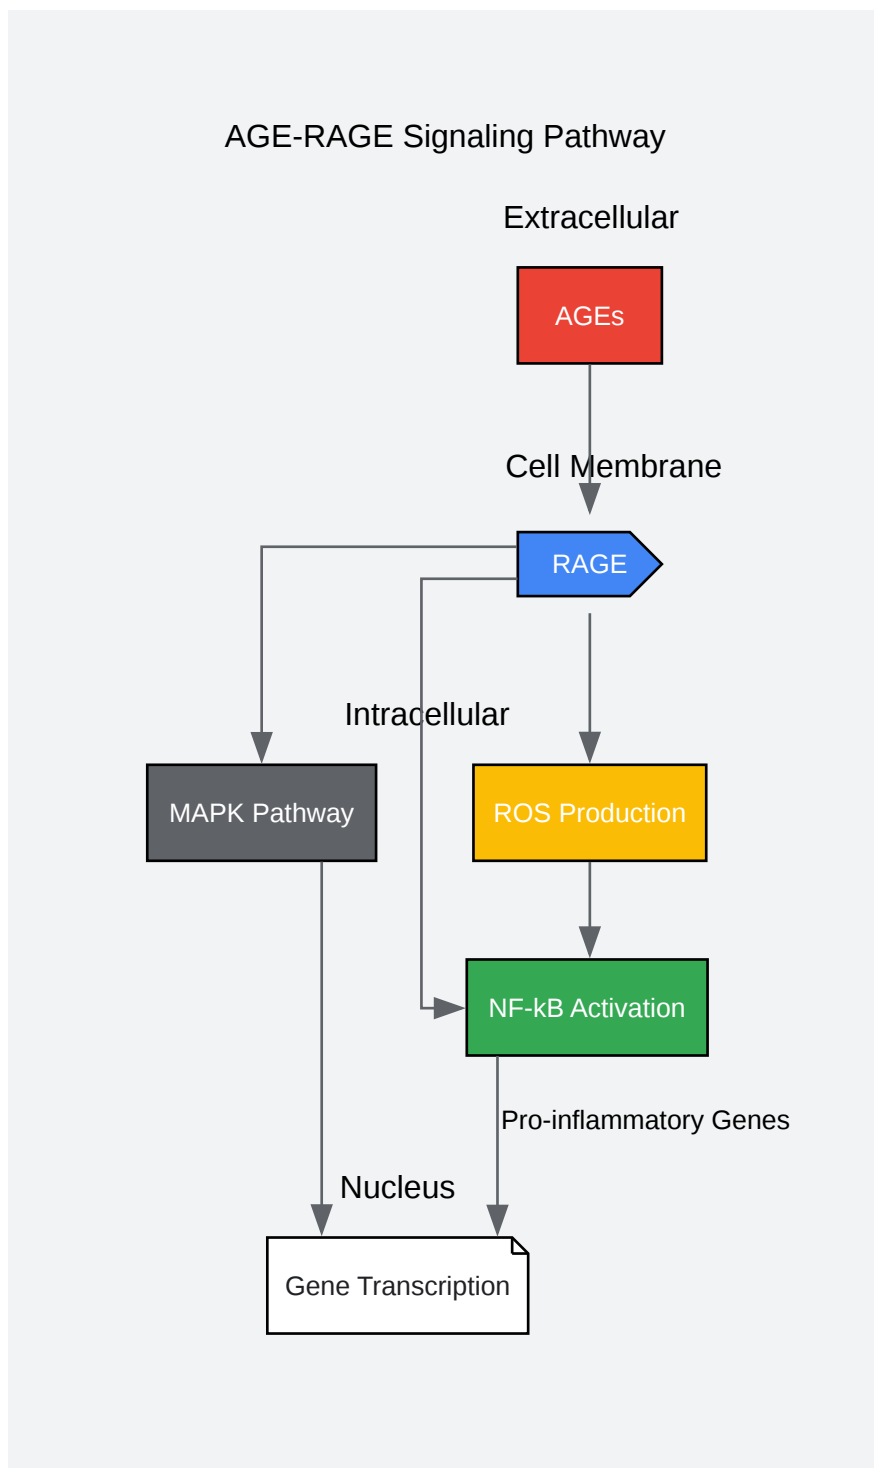 AGE-RAGE Signaling Pathway
Extracellular
AGEs
Cell Membrane
RAGE
Intracellular
MAPK Pathway
ROS Production
NF-kB Activation
Pro-inflammatory Genes
Nucleus
Gene Transcription